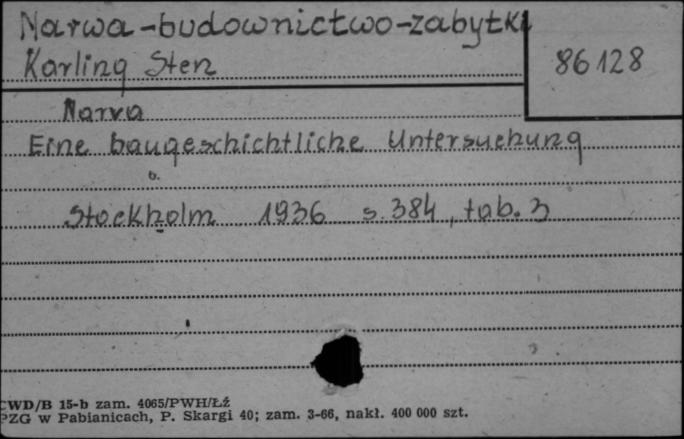 Narwa-budownictwo-zabytki
Karling Sten
86128
Narva
Eine baugeschichtliche Untersuchung
Stockholm 1936 s. 384, tab. 3
CWD/B 15-b zam. 4065/PWH/Łź
PZG w Pabianicach, P. Skargi 40; zam. 3-66, nakł. 400 000 szt.